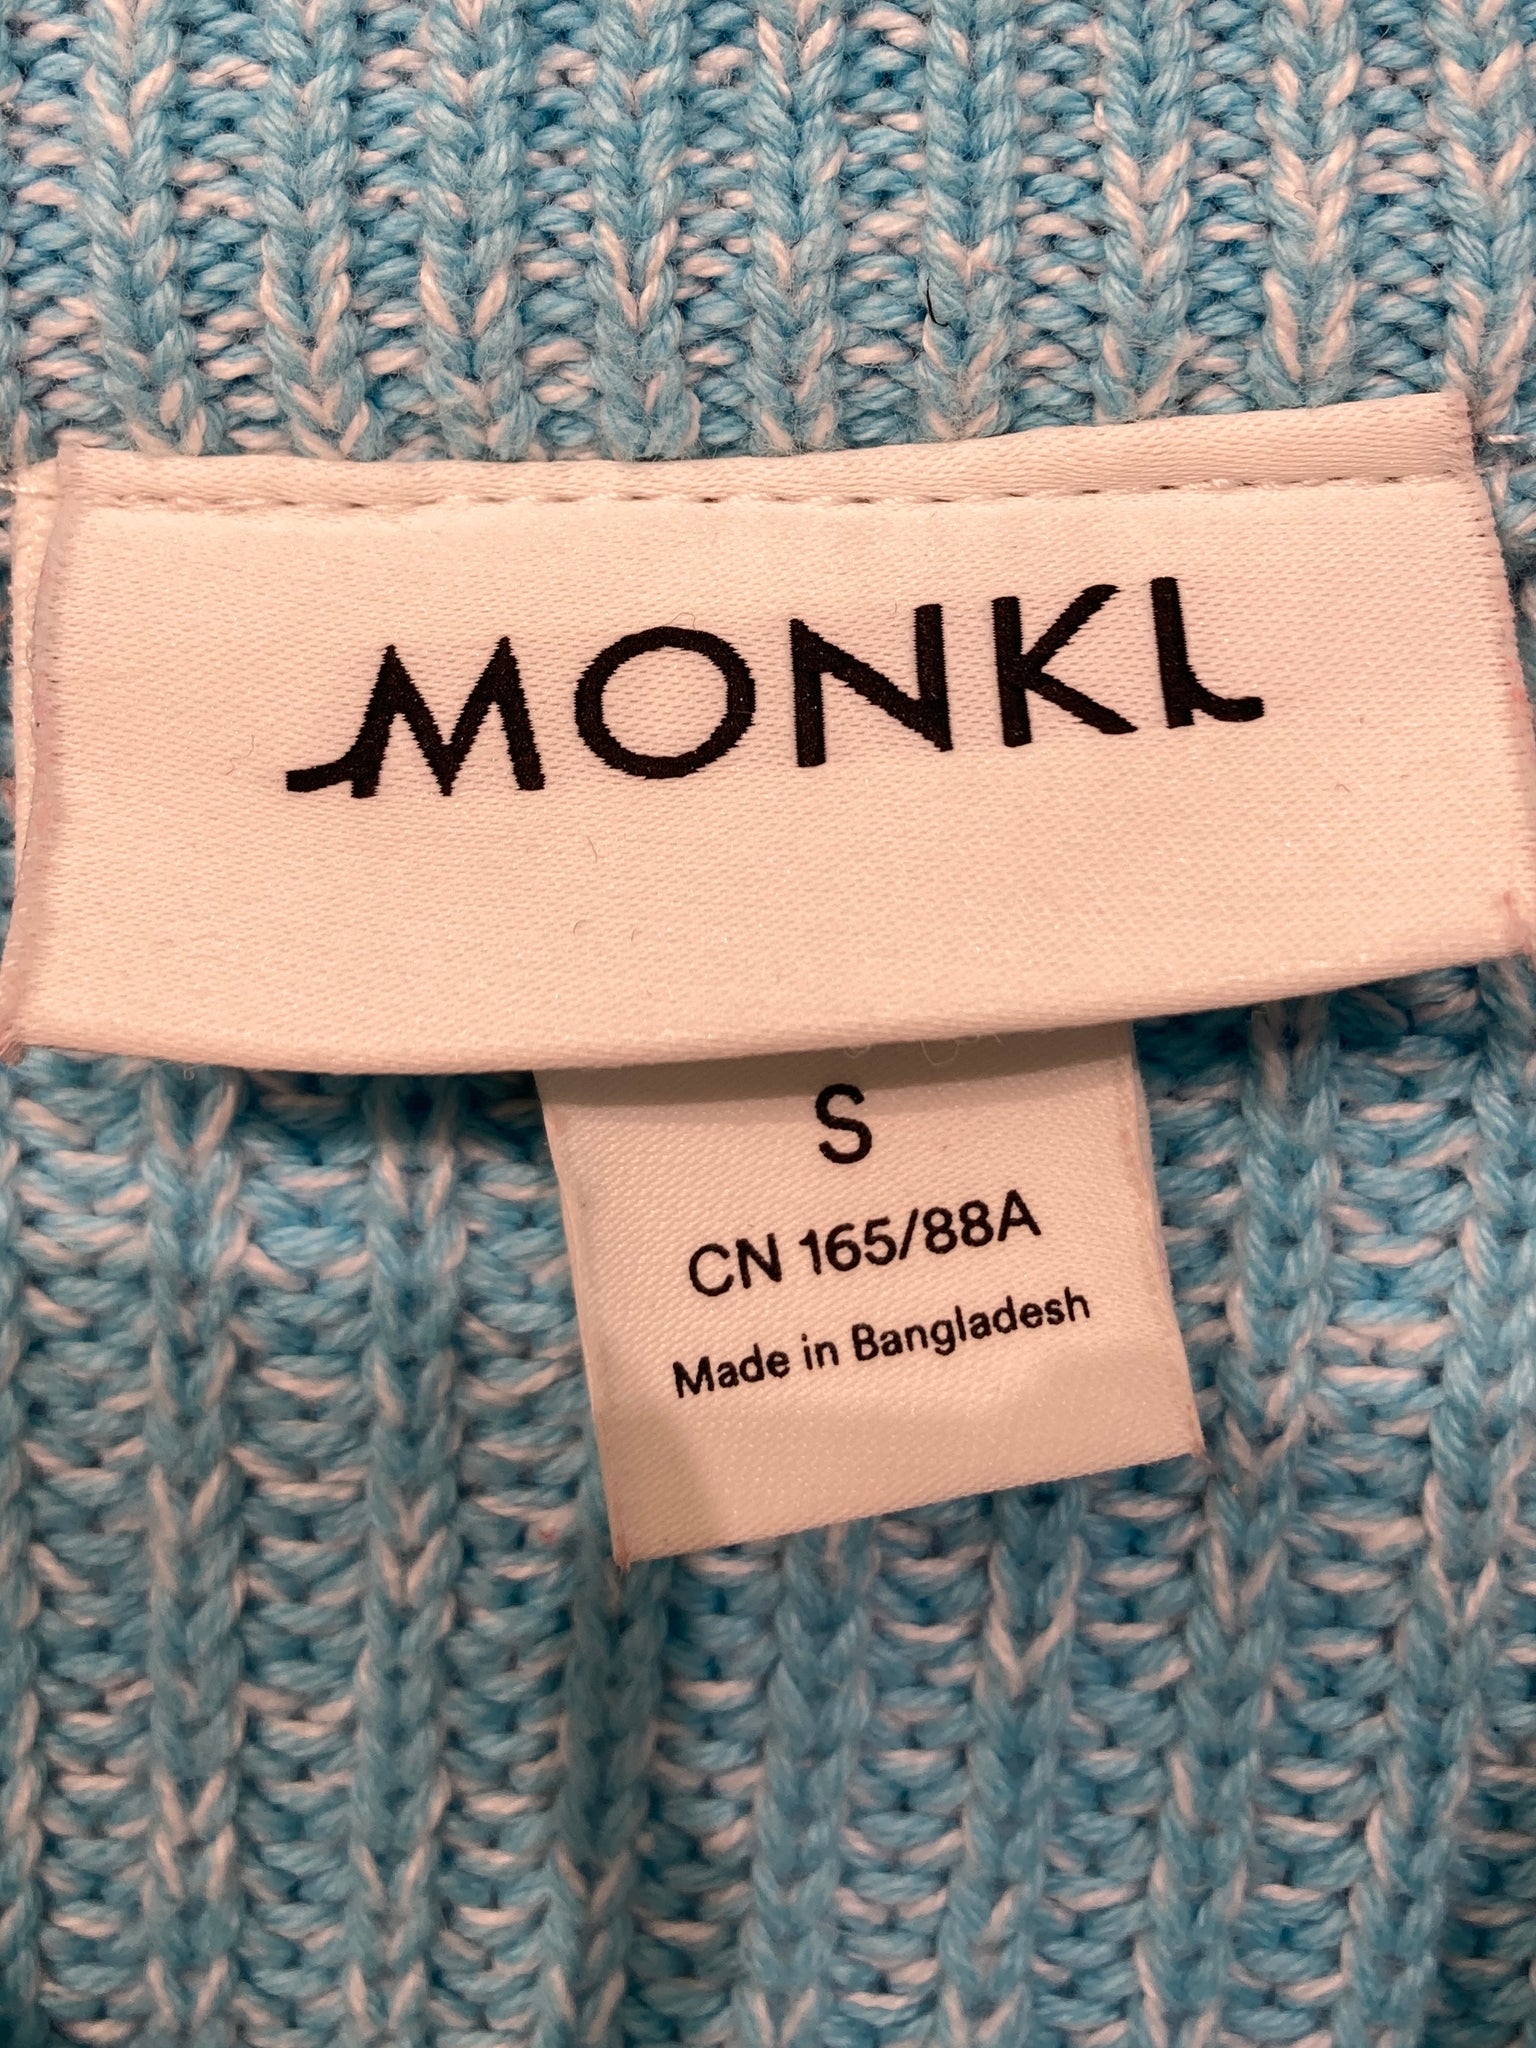 MONKI
S
CN 165/88A
Made in Bangladesh